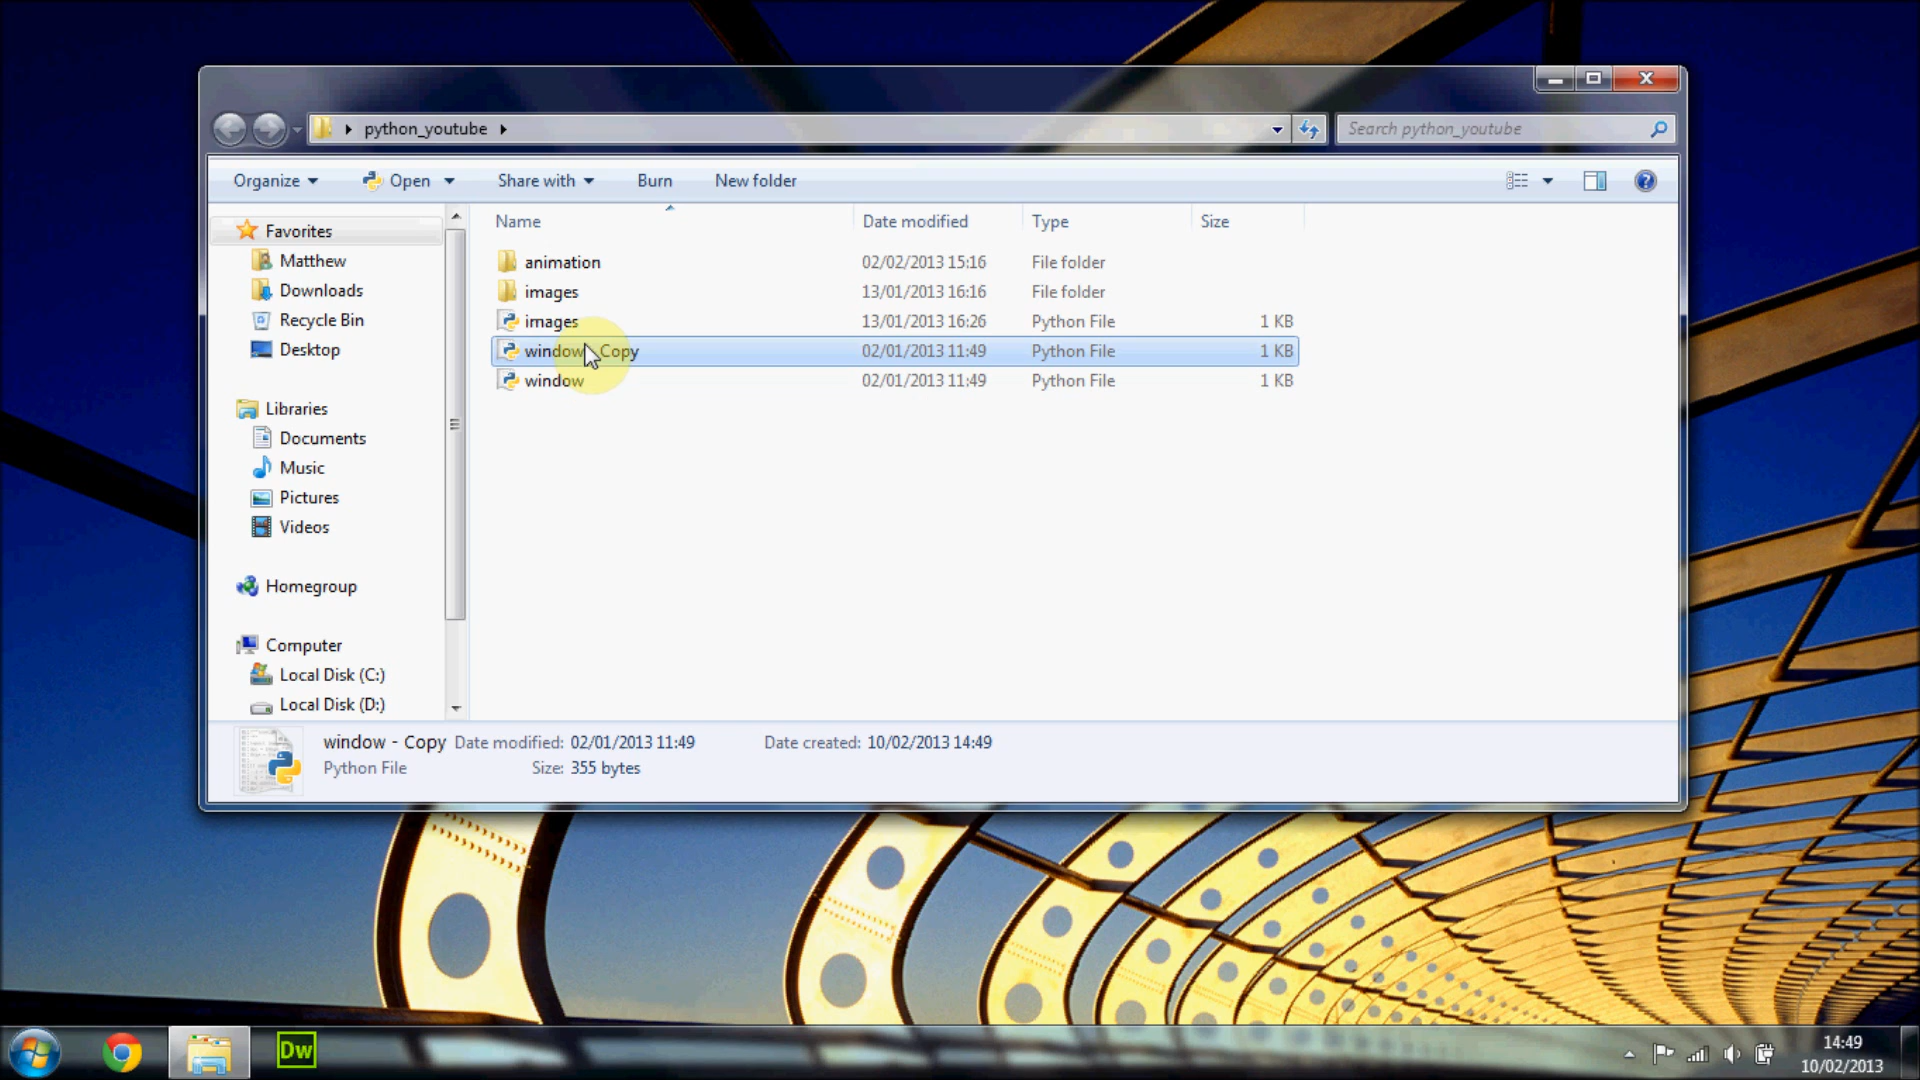 python_youtube
Search python_youtube
Organize
Open
Share with
Burn
New folder
Name
Date modified
Type
Size
Favorites
Matthew
Downloads
Recycle Bin
Desktop
Libraries
Documents
Music
Pictures
Videos
Homegroup
Computer
Local Disk (C:)
Local Disk (D:)
animation 02/02/2013 15:16 File folder
images 13/01/2013 16:16 File folder
images 13/01/2013 16:26 Python File 1 KB
window - Copy 02/01/2013 11:49 Python File 1 KB
window 02/01/2013 11:49 Python File 1 KB
window - Copy Date modified: 02/01/2013 11:49 Date created: 10/02/2013 14:49
Python File Size: 355 bytes
Dw
14:49
10/02/2013